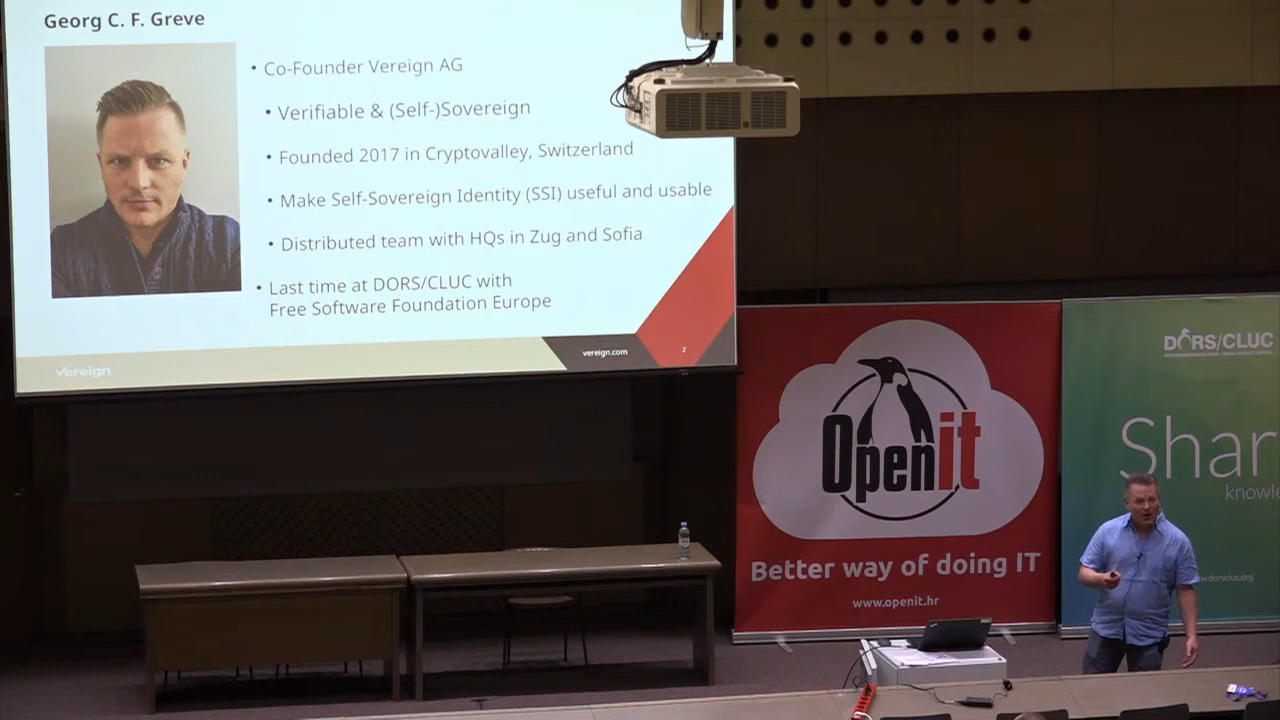 Georg C. F. Greve
• Co-Founder Vereign AG
• Verifiable & (Self-)Sovereign
• Founded 2017 in Cryptovalley, Switzerland
• Make Self-Sovereign Identity (SSI) useful and usable
• Distributed team with HQs in Zug and Sofia
• Last time at DORS/CLUC with
Free Software Foundation Europe
vereign
vereign.com
2
Openit
Better way of doing IT
www.openit.hr
DORS/CLUC
Shar
knowle
w.dorscluc.org